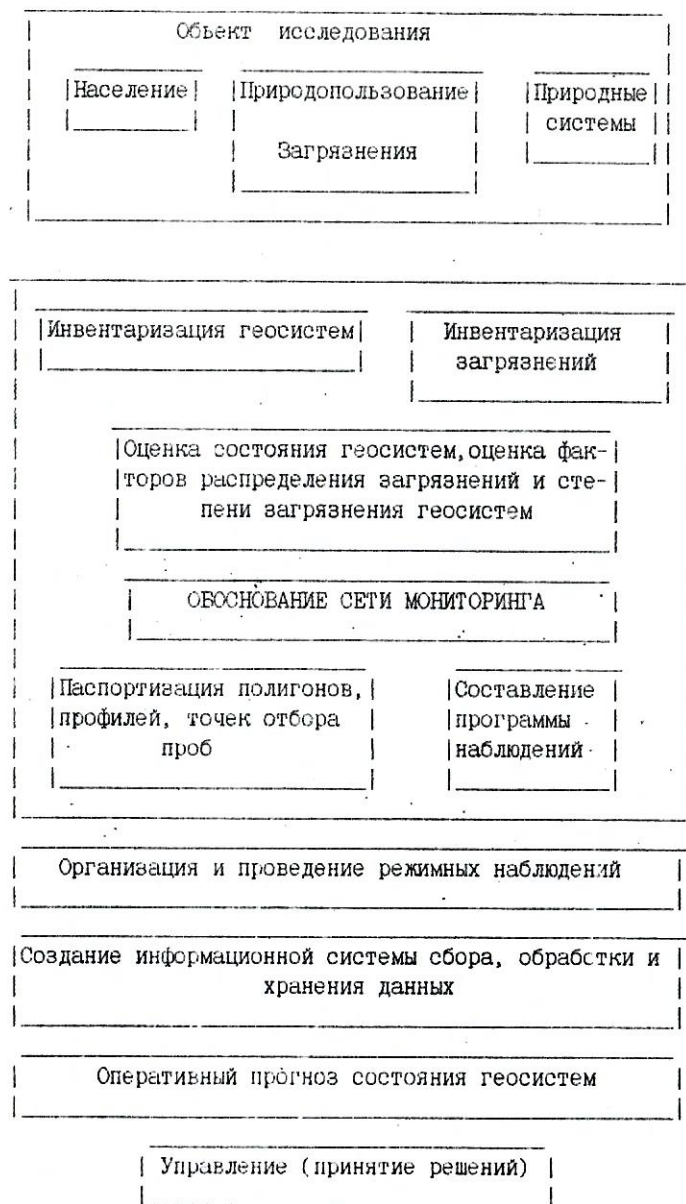 Обьект исследования
Население Природопользование Природные
системы
Загрязнения
Инвентаризация геосистем Инвентаризация
загрязнений
Оценка состояния геосистем, оценка фак-
торов распределения загрязнений и сте-
пени загрязнения геосистем
ОБОСНОВАНИЕ СЕТИ МОНИТОРИНГА
Паспортизация полигонов, Составление
профилей, точек отбора программы
проб наблюдений
Организация и проведение режимных наблюдений
Создание информационной системы сбора, обработки и
хранения данных
Оперативный прогноз состояния геосистем
Управление (принятие решений)